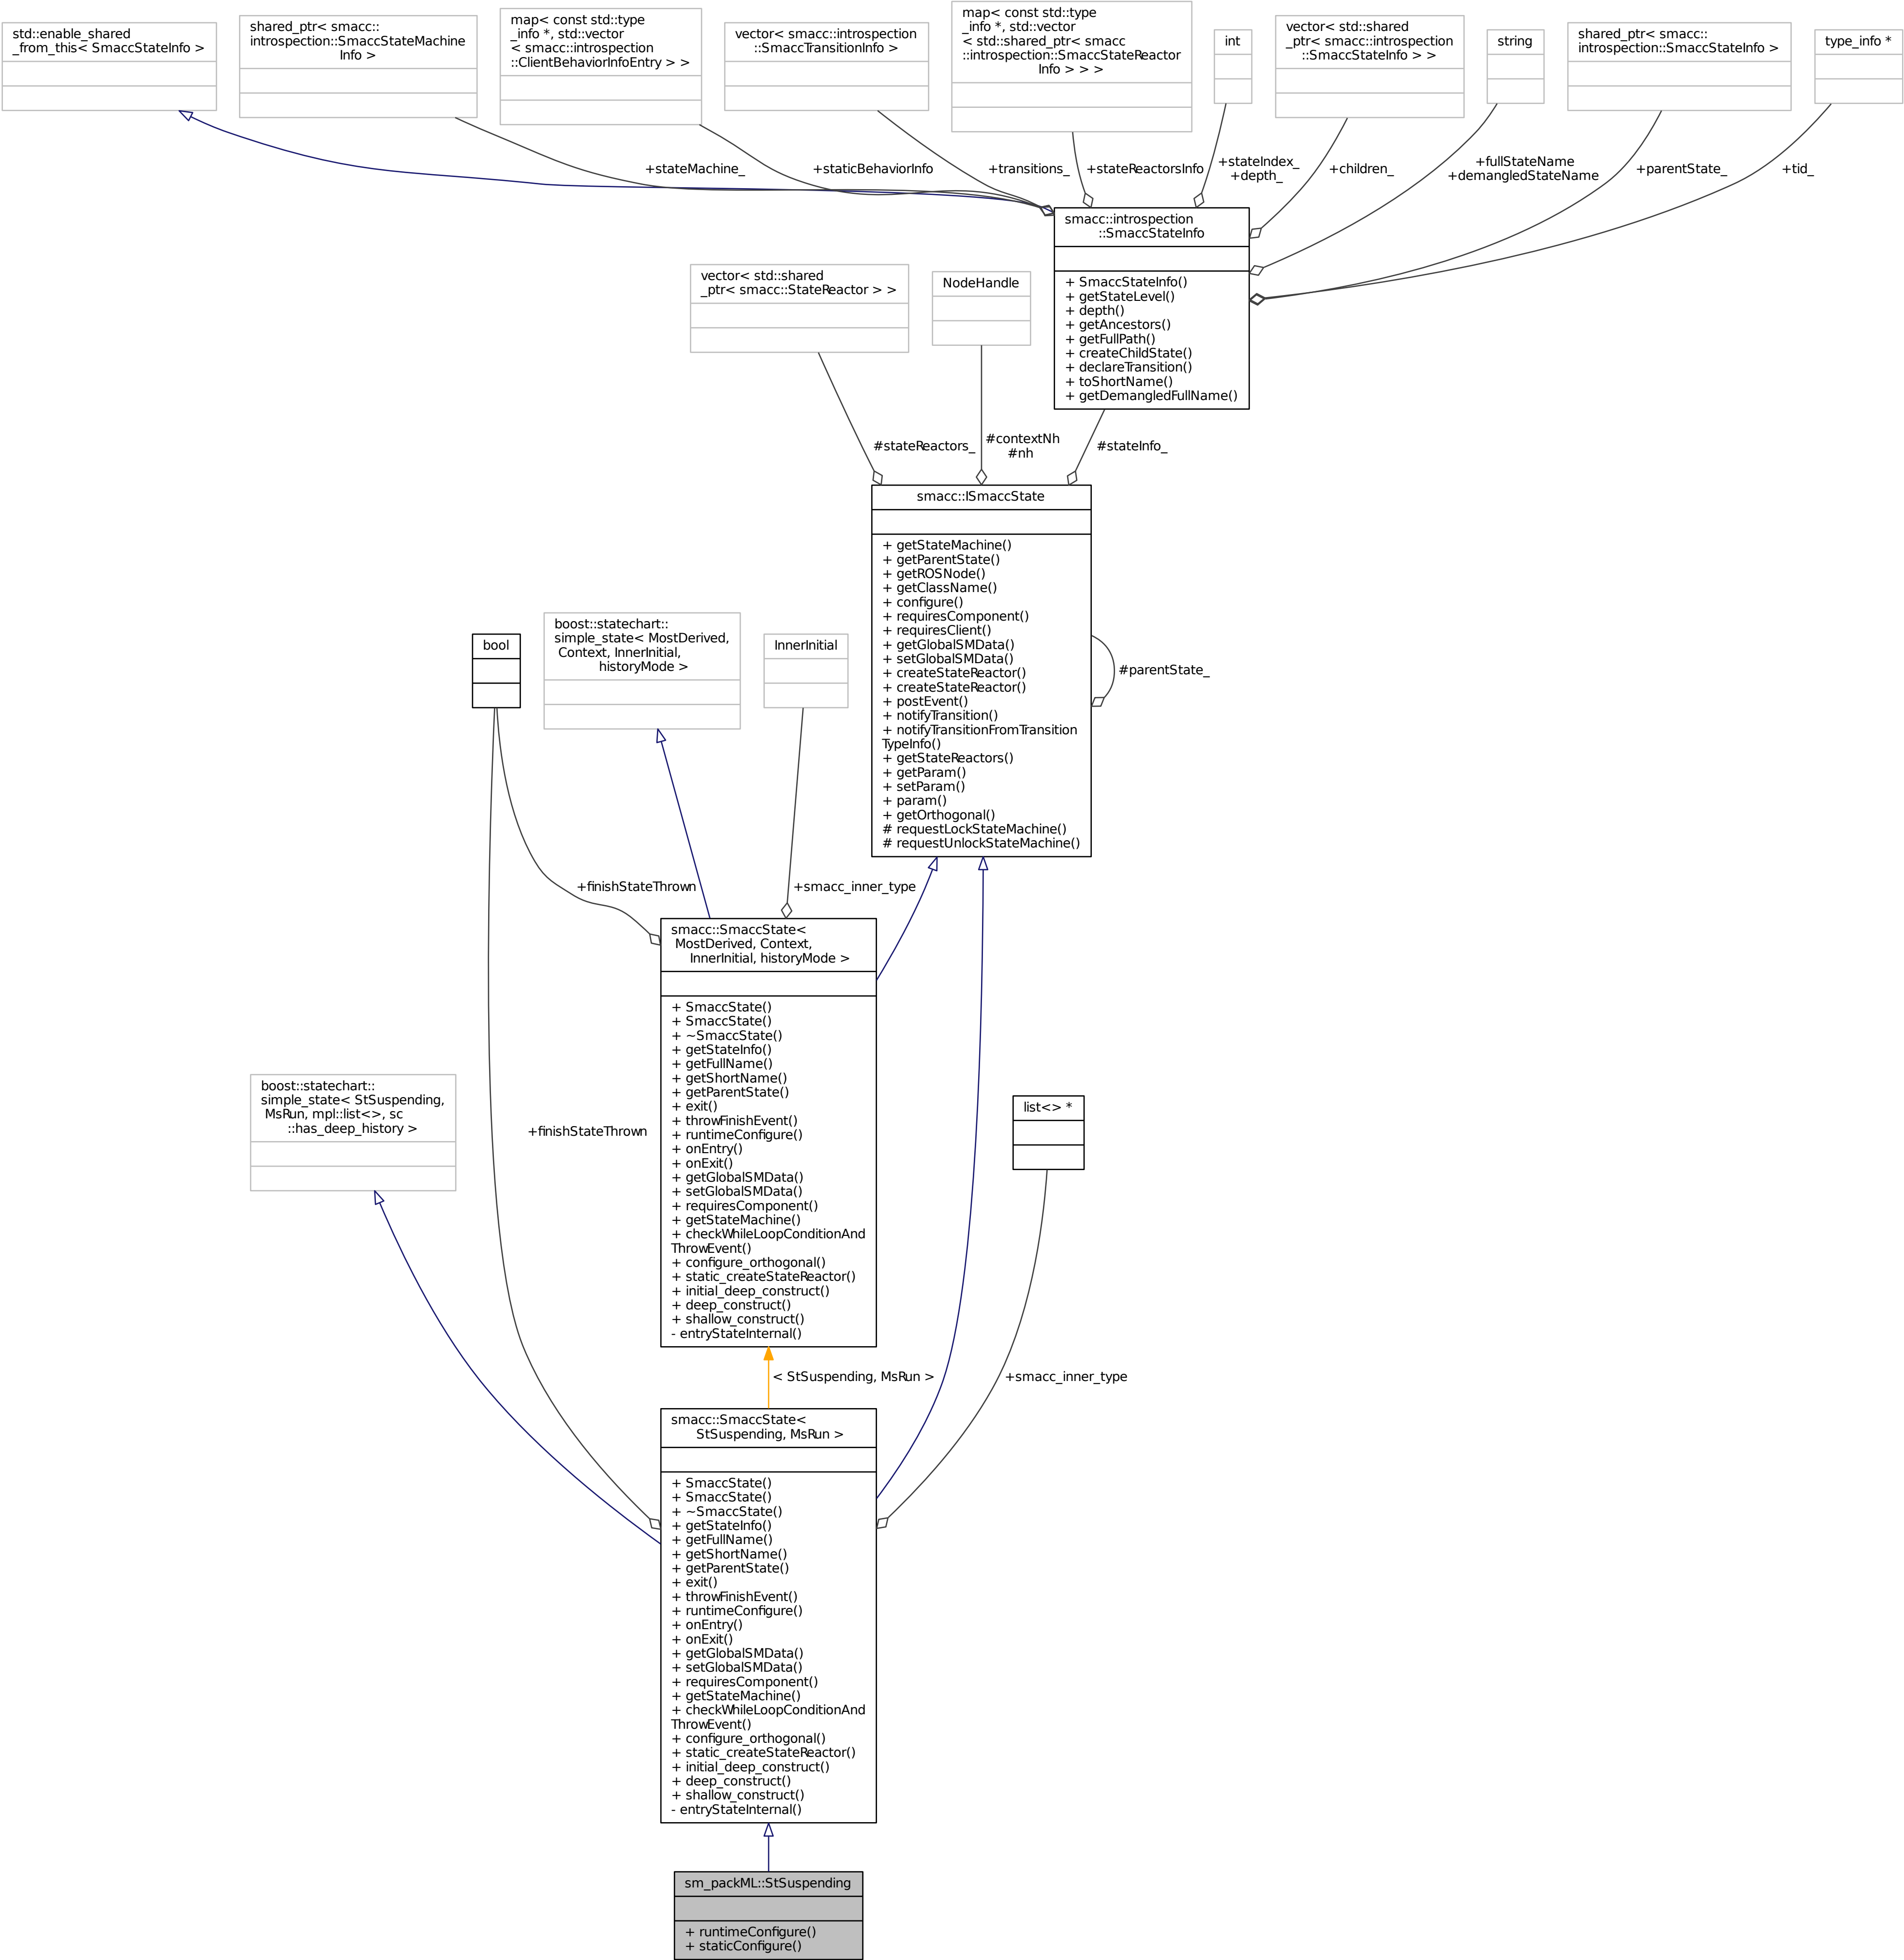 std::enable_shared
_from_this< SmaccStateInfo >
shared_ptr< smacc::
introspection::SmaccStateMachine
Info >
map< const std::type
_info *, std::vector
< smacc::introspection
::ClientBehaviorInfoEntry > >
vector< smacc::introspection
::SmaccTransitionInfo >
map< const std::type
_info *, std::vector
< std::shared_ptr< smacc
::introspection::SmaccStateReactor
Info > > >
int
vector< std::shared
_ptr< smacc::introspection
::SmaccStateInfo > >
string
shared_ptr< smacc::
introspection::SmaccStateInfo >
type_info *
+stateMachine_
+staticBehaviorInfo
+transitions_
+stateReactorsInfo
+stateIndex_
+depth_
+children_
+fullStateName
+demangledStateName
+parentState_
+tid_
smacc::introspection
::SmaccStateInfo
+ SmaccStateInfo()
+ getStateLevel()
+ depth()
+ getAncestors()
+ getFullPath()
+ createChildState()
+ declareTransition()
+ toShortName()
+ getDemangledFullName()
vector< std::shared
_ptr< smacc::StateReactor > >
NodeHandle
#stateReactors_
#contextNh
#nh
#stateInfo_
smacc::ISmaccState
+ getStateMachine()
+ getParentState()
+ getROSNode()
+ getClassName()
+ configure()
+ requiresComponent()
+ requiresClient()
+ getGlobalSMData()
+ setGlobalSMData()
+ createStateReactor()
+ createStateReactor()
+ postEvent()
+ notifyTransition()
+ notifyTransitionFromTransition
TypeInfo()
+ getStateReactors()
+ getParam()
+ setParam()
+ param()
+ getOrthogonal()
# requestLockStateMachine()
# requestUnlockStateMachine()
#parentState_
bool
boost::statechart::
simple_state< MostDerived,
Context, InnerInitial,
historyMode >
InnerInitial
+finishStateThrown
+smacc_inner_type
smacc::SmaccState<
MostDerived, Context,
InnerInitial, historyMode >
+ SmaccState()
+ SmaccState()
+ ~SmaccState()
+ getStateInfo()
+ getFullName()
+ getShortName()
+ getParentState()
+ exit()
+ throwFinishEvent()
+ runtimeConfigure()
+ onEntry()
+ onExit()
+ getGlobalSMData()
+ setGlobalSMData()
+ requiresComponent()
+ getStateMachine()
+ checkWhileLoopConditionAnd
ThrowEvent()
+ configure_orthogonal()
+ static_createStateReactor()
+ initial_deep_construct()
+ deep_construct()
+ shallow_construct()
- entryStateInternal()
boost::statechart::
simple_state< StSuspending,
MsRun, mpl::list<>, sc
::has_deep_history >
+finishStateThrown
list<> *
< StSuspending, MsRun >
+smacc_inner_type
smacc::SmaccState<
StSuspending, MsRun >
+ SmaccState()
+ SmaccState()
+ ~SmaccState()
+ getStateInfo()
+ getFullName()
+ getShortName()
+ getParentState()
+ exit()
+ throwFinishEvent()
+ runtimeConfigure()
+ onEntry()
+ onExit()
+ getGlobalSMData()
+ setGlobalSMData()
+ requiresComponent()
+ getStateMachine()
+ checkWhileLoopConditionAnd
ThrowEvent()
+ configure_orthogonal()
+ static_createStateReactor()
+ initial_deep_construct()
+ deep_construct()
+ shallow_construct()
- entryStateInternal()
sm_packML::StSuspending
+ runtimeConfigure()
+ staticConfigure()